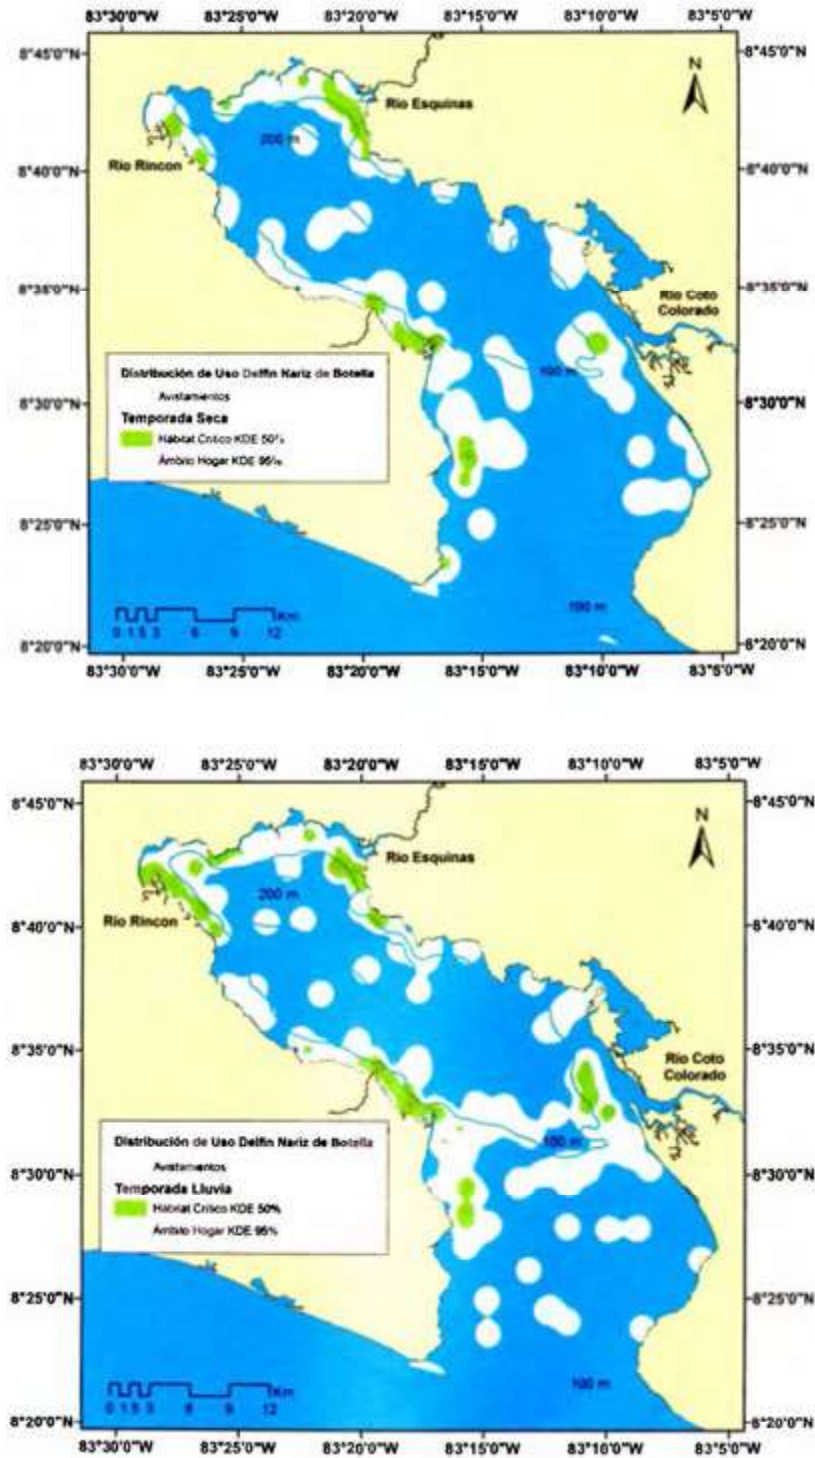 83°30'0"W 83°25'0"W 83°20'0"W 83°15'0"W 83°10'0"W 83°5'0"W
8°45'0"N 8°45'0"N
N
Río Esquinas
200 m
8°40'0"N 8°40'0"N
Río Rincon
8°35'0"N 8°35'0"N
Río Coto
Colorado
100 m
Distribución de Uso Delfin Nariz de Botella
Avistamientos
Temporada Seca
Hábitat Crítico KDE 50%
Ámbito Hogar KDE 95%
8°30'0"N 8°30'0"N
8°25'0"N 8°25'0"N
100 m
Km
0 1.5 3 6 9 12
8°20'0"N 8°20'0"N
83°30'0"W 83°25'0"W 83°20'0"W 83°15'0"W 83°10'0"W 83°5'0"W
83°30'0"W 83°25'0"W 83°20'0"W 83°15'0"W 83°10'0"W 83°5'0"W
8°45'0"N 8°45'0"N
N
Río Esquinas
200 m
8°40'0"N 8°40'0"N
Río Rincon
8°35'0"N 8°35'0"N
Río Coto
Colorado
100 m
Distribución de Uso Delfin Nariz de Botella
Avistamientos
Temporada Lluvia
Hábitat Crítico KDE 50%
Ámbito Hogar KDE 95%
8°30'0"N 8°30'0"N
8°25'0"N 8°25'0"N
100 m
Km
0 1.5 3 6 9 12
8°20'0"N 8°20'0"N
83°30'0"W 83°25'0"W 83°20'0"W 83°15'0"W 83°10'0"W 83°5'0"W